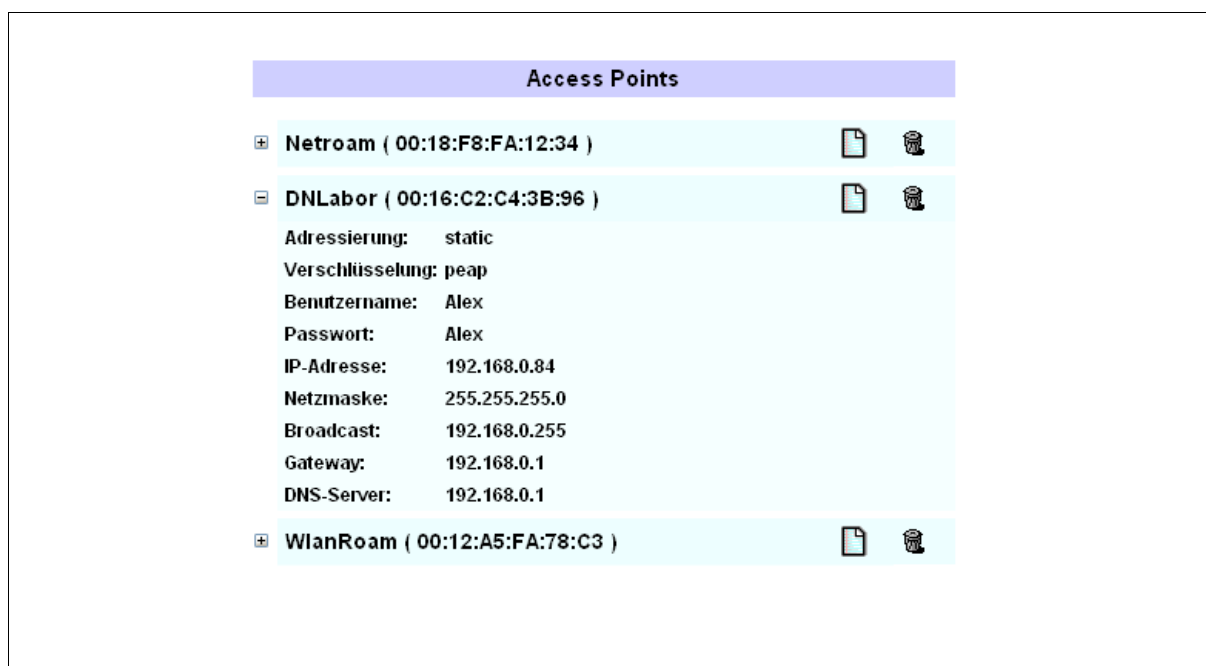 Access Points
Netroam ( 00:18:F8:FA:12:34 )
DNLabor ( 00:16:C2:C4:3B:96 )
Adressierung: static
Verschlüsselung: peap
Benutzername: Alex
Passwort: Alex
IP-Adresse: 192.168.0.84
Netzmaske: 255.255.255.0
Broadcast: 192.168.0.255
Gateway: 192.168.0.1
DNS-Server: 192.168.0.1
WlanRoam ( 00:12:A5:FA:78:C3 )